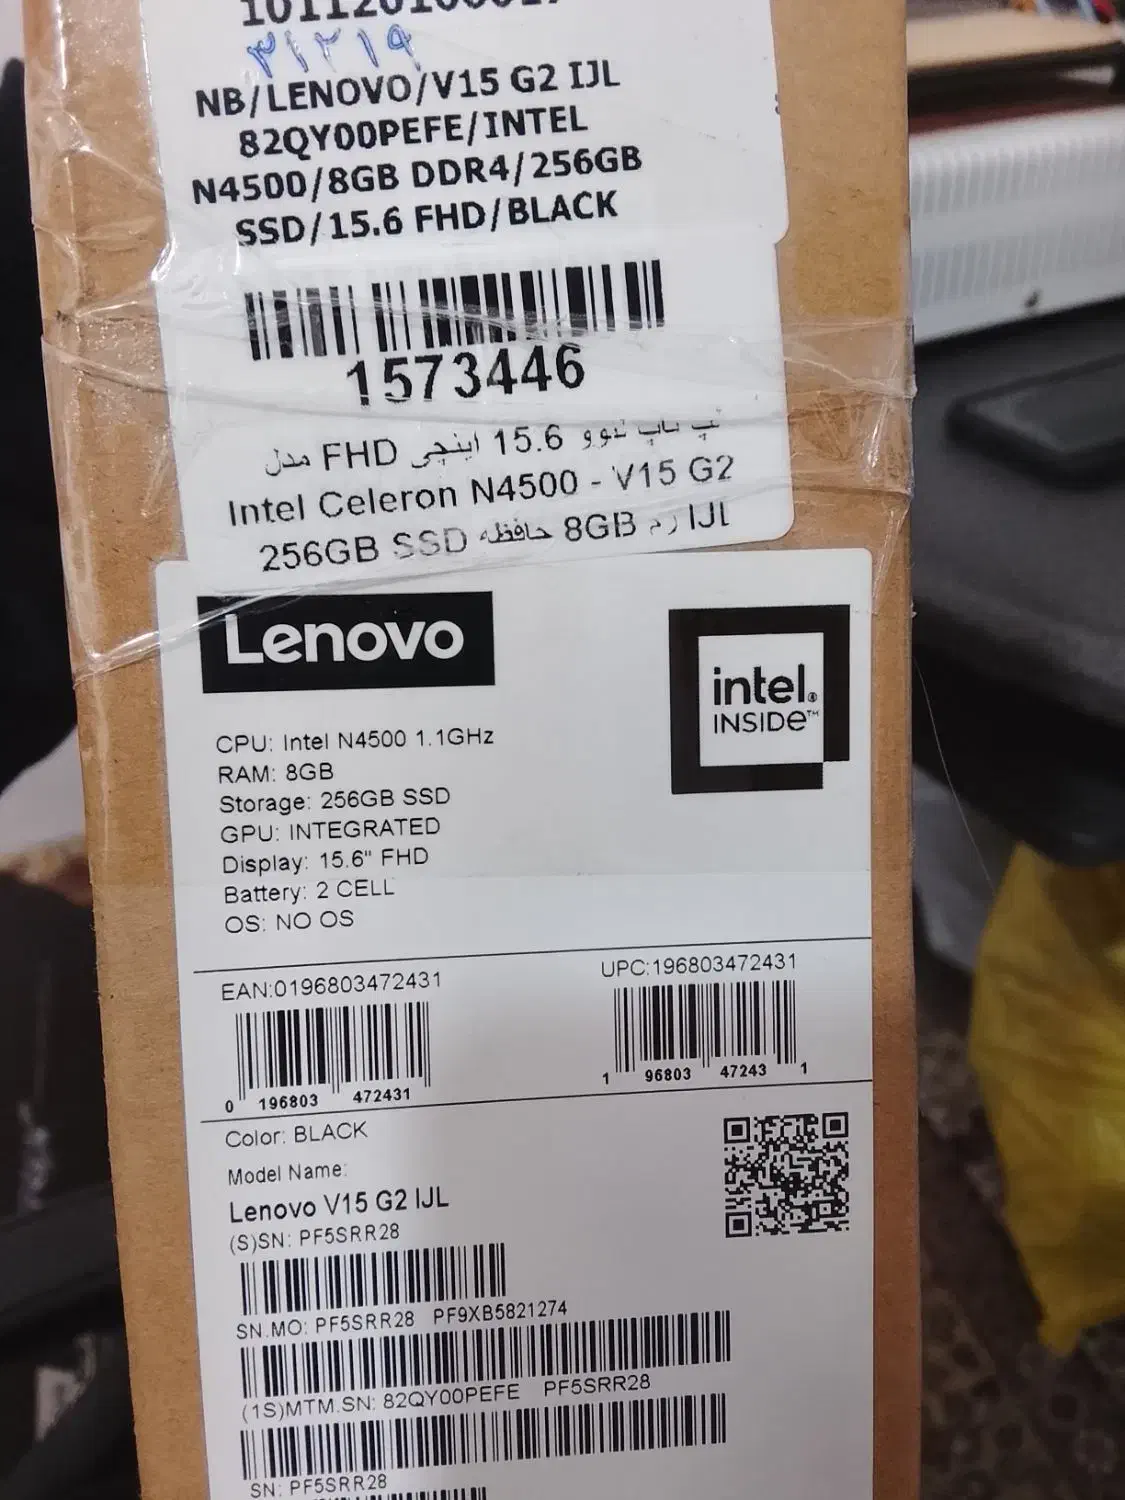 ۳۱۲۱۹
NB/LENOVO/V15 G2 IJL
82QY00PEFE/INTEL
N4500/8GB DDR4/256GB
SSD/15.6 FHD/BLACK
1573446
15.6 اینچی FHD مدل
Intel Celeron N4500 - V15 G2
IJL رم 8GB حافظه 256GB SSD
Lenovo
intel.
INSIDE™
CPU: Intel N4500 1.1GHz
RAM: 8GB
Storage: 256GB SSD
GPU: INTEGRATED
Display: 15.6" FHD
Battery: 2 CELL
OS: NO OS
EAN:0196803472431
UPC:196803472431
0 196803 472431
1 96803 47243 1
Color: BLACK
Model Name:
Lenovo V15 G2 IJL
(S)SN: PF5SRR28
SN.MO: PF5SRR28 PF9XB5821274
(1S)MTM.SN: 82QY00PEFE PF5SRR28
SN: PF5SRR28